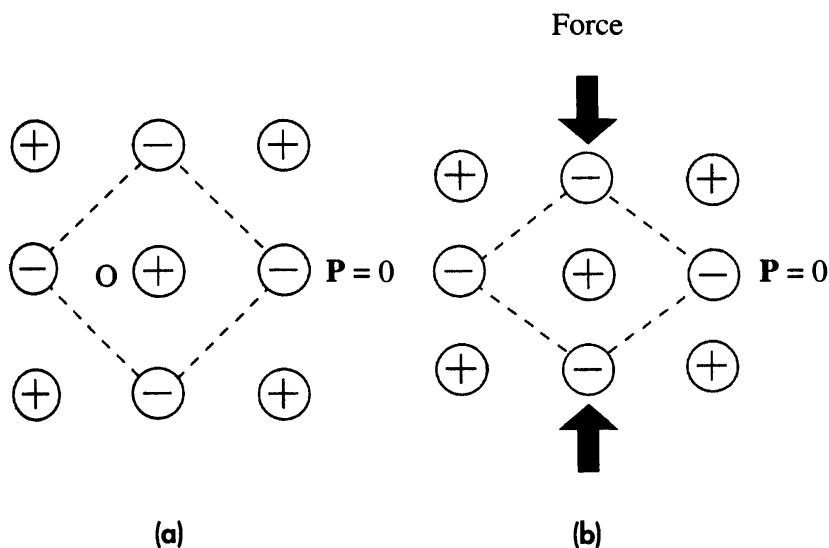 Force
+ − +
− O + − P = 0
+ − +
+ − +
− + − P = 0
+ − +
(a)
(b)